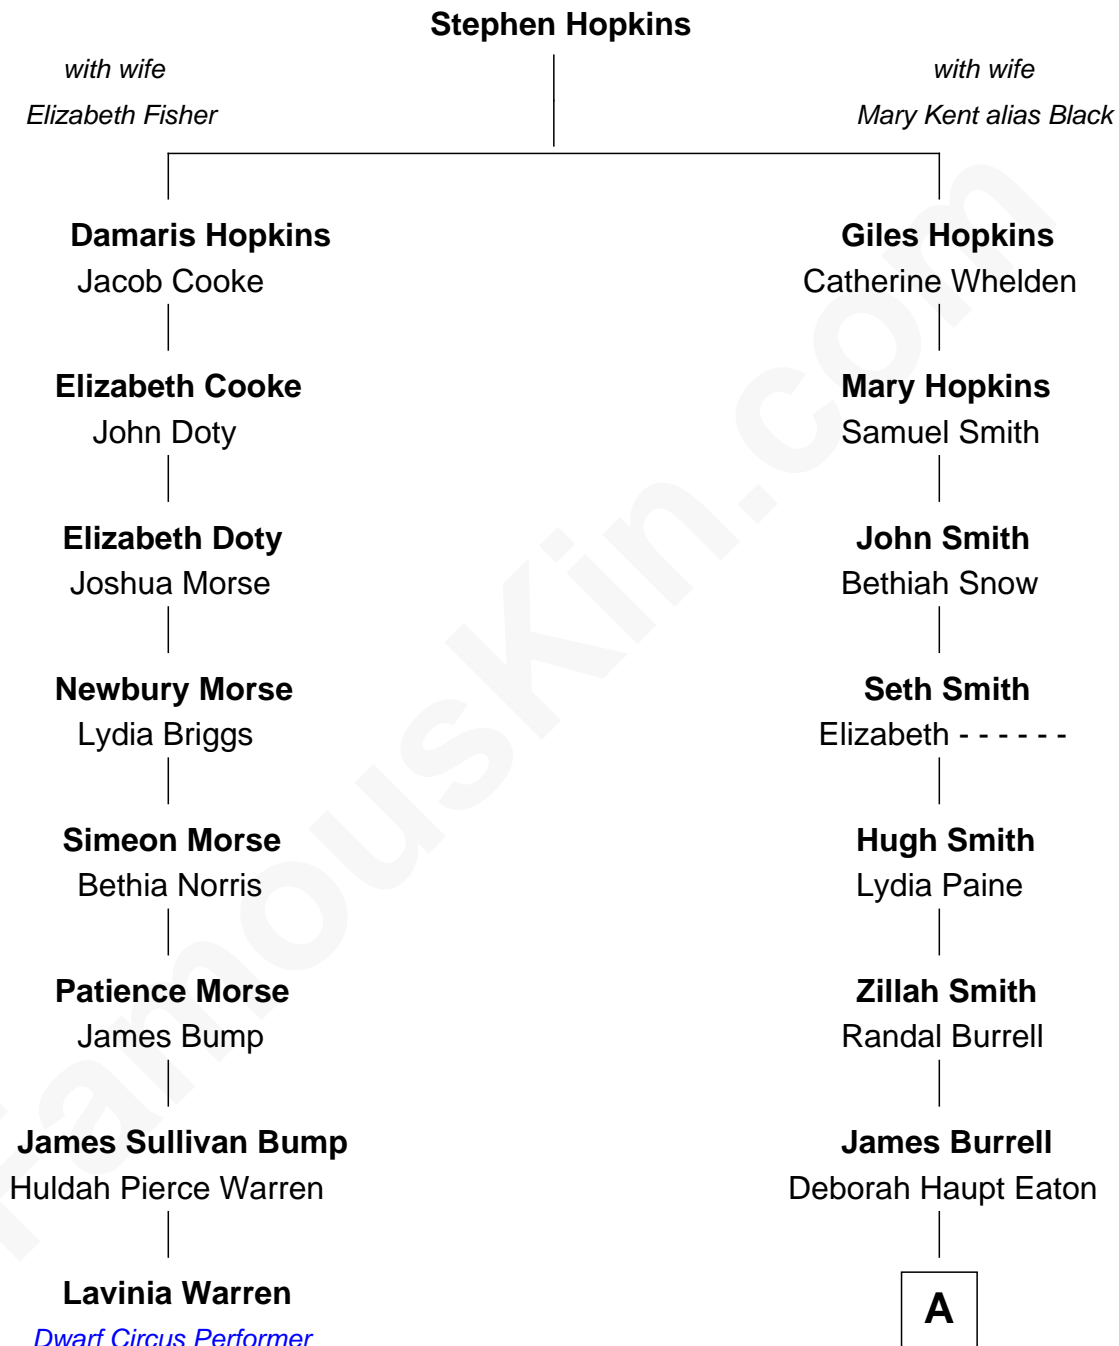 Stephen Hopkins
with wife
Elizabeth Fisher
with wife
Mary Kent alias Black
Damaris Hopkins
Jacob Cooke
Giles Hopkins
Catherine Whelden
Elizabeth Cooke
John Doty
Mary Hopkins
Samuel Smith
Elizabeth Doty
Joshua Morse
John Smith
Bethiah Snow
Newbury Morse
Lydia Briggs
Seth Smith
Elizabeth - - - - - -
Simeon Morse
Bethia Norris
Hugh Smith
Lydia Paine
Patience Morse
James Bump
Zillah Smith
Randal Burrell
James Sullivan Bump
Huldah Pierce Warren
James Burrell
Deborah Haupt Eaton
Lavinia Warren
Dwarf Circus Performer
A
FamousKin.com